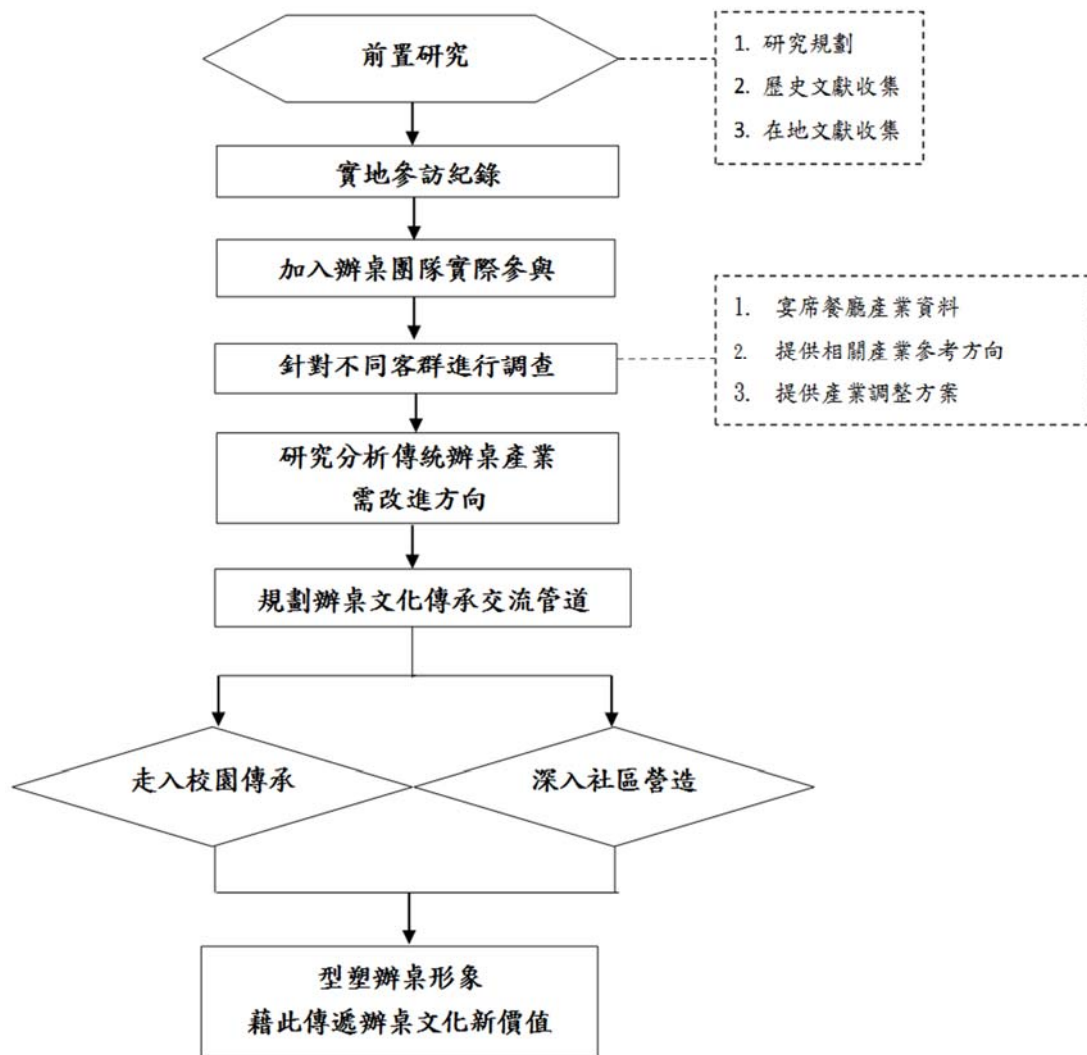 前置研究
1. 研究規劃
2. 歷史文獻收集
3. 在地文獻收集
實地參訪紀錄
加入辦桌團隊實際參與
針對不同客群進行調查
1. 宴席餐廳產業資料
2. 提供相關產業參考方向
3. 提供產業調整方案
研究分析傳統辦桌產業
需改進方向
規劃辦桌文化傳承交流管道
走入校園傳承
深入社區營造
型塑辦桌形象
藉此傳遞辦桌文化新價值